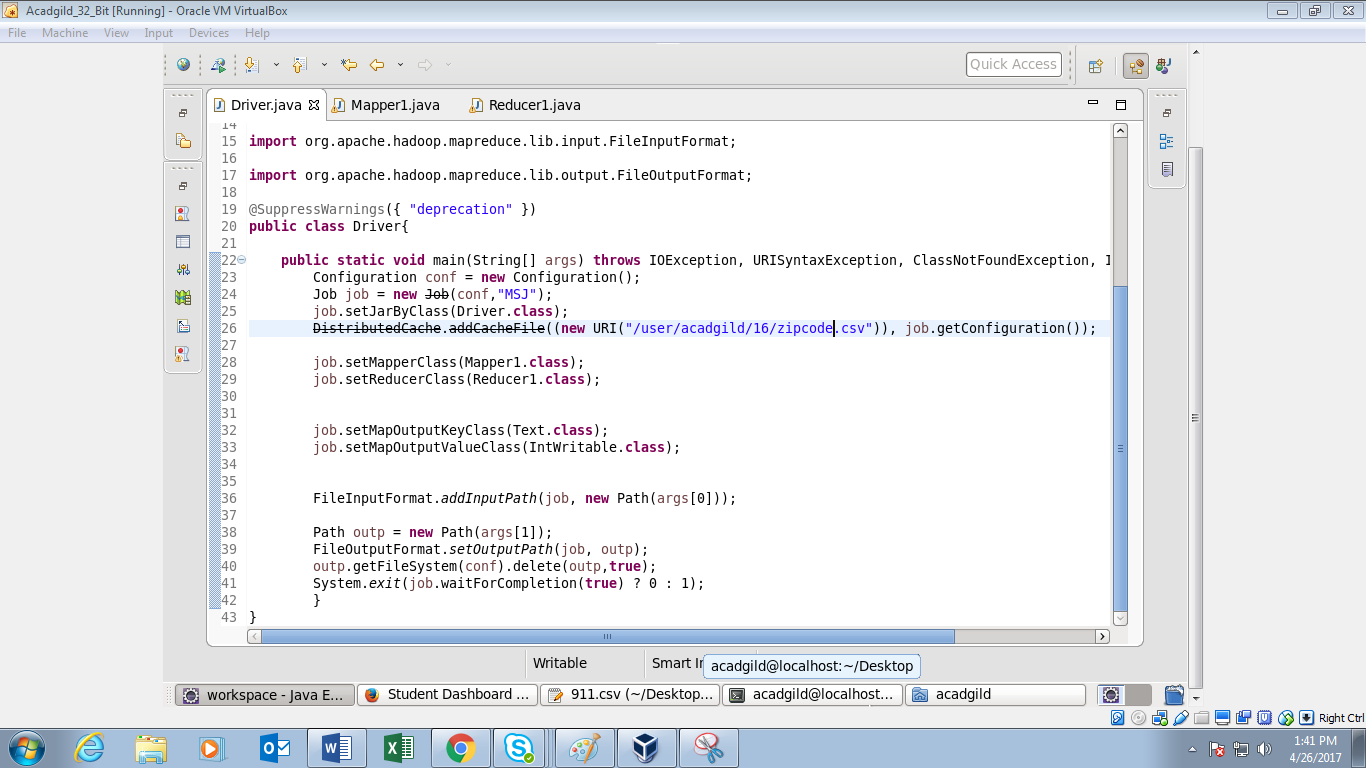 Acadgild_32_Bit [Running] - Oracle VM VirtualBox
File Machine View Input Devices Help
Quick Access
Driver.java Mapper1.java Reducer1.java
14
15 import org.apache.hadoop.mapreduce.lib.input.FileInputFormat;
16
17 import org.apache.hadoop.mapreduce.lib.output.FileOutputFormat;
18
19 @SuppressWarnings({ "deprecation" })
20 public class Driver{
21
22 public static void main(String[] args) throws IOException, URISyntaxException, ClassNotFoundException, I
23 Configuration conf = new Configuration();
24 Job job = new Job(conf,"MSJ");
25 job.setJarByClass(Driver.class);
26 DistributedCache.addCacheFile((new URI("/user/acadgild/16/zipcode.csv")), job.getConfiguration());
27
28 job.setMapperClass(Mapper1.class);
29 job.setReducerClass(Reducer1.class);
30
31
32 job.setMapOutputKeyClass(Text.class);
33 job.setMapOutputValueClass(IntWritable.class);
34
35
36 FileInputFormat.addInputPath(job, new Path(args[0]));
37
38 Path outp = new Path(args[1]);
39 FileOutputFormat.setOutputPath(job, outp);
40 outp.getFileSystem(conf).delete(outp,true);
41 System.exit(job.waitForCompletion(true) ? 0 : 1);
42 }
43 }
Writable Smart In acadgild@localhost:~/Desktop
workspace - Java E... Student Dashboard ... 911.csv (~/Desktop... acadgild@localhost... acadgild
Right Ctrl
1:41 PM
4/26/2017